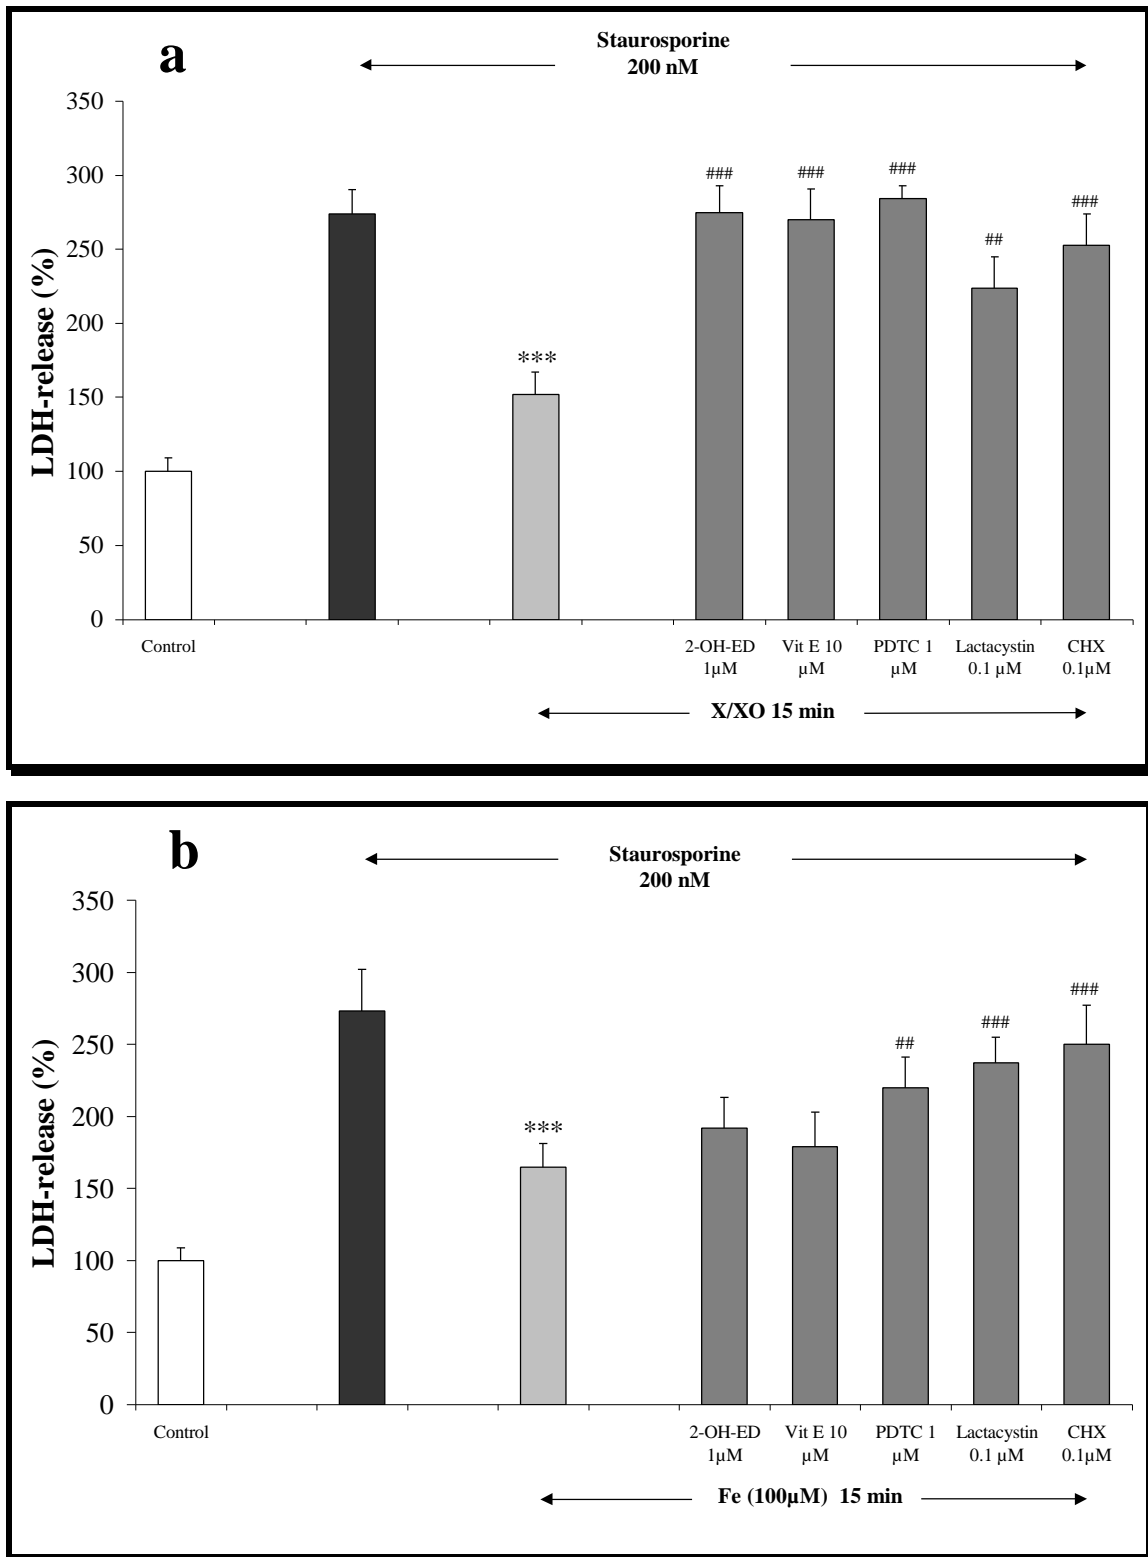 a
Staurosporine
200 nM
LDH-release (%)
350
300
250
200
150
100
50
0
***
###
###
###
##
###
Control
2-OH-ED
1µM
Vit E 10
µM
PDTC 1
µM
Lactacystin
0.1 µM
CHX
0.1µM
X/XO 15 min
b
Staurosporine
200 nM
LDH-release (%)
350
300
250
200
150
100
50
0
***
##
###
###
Control
2-OH-ED
1µM
Vit E 10
µM
PDTC 1
µM
Lactacystin
0.1 µM
CHX
0.1µM
Fe (100µM) 15 min